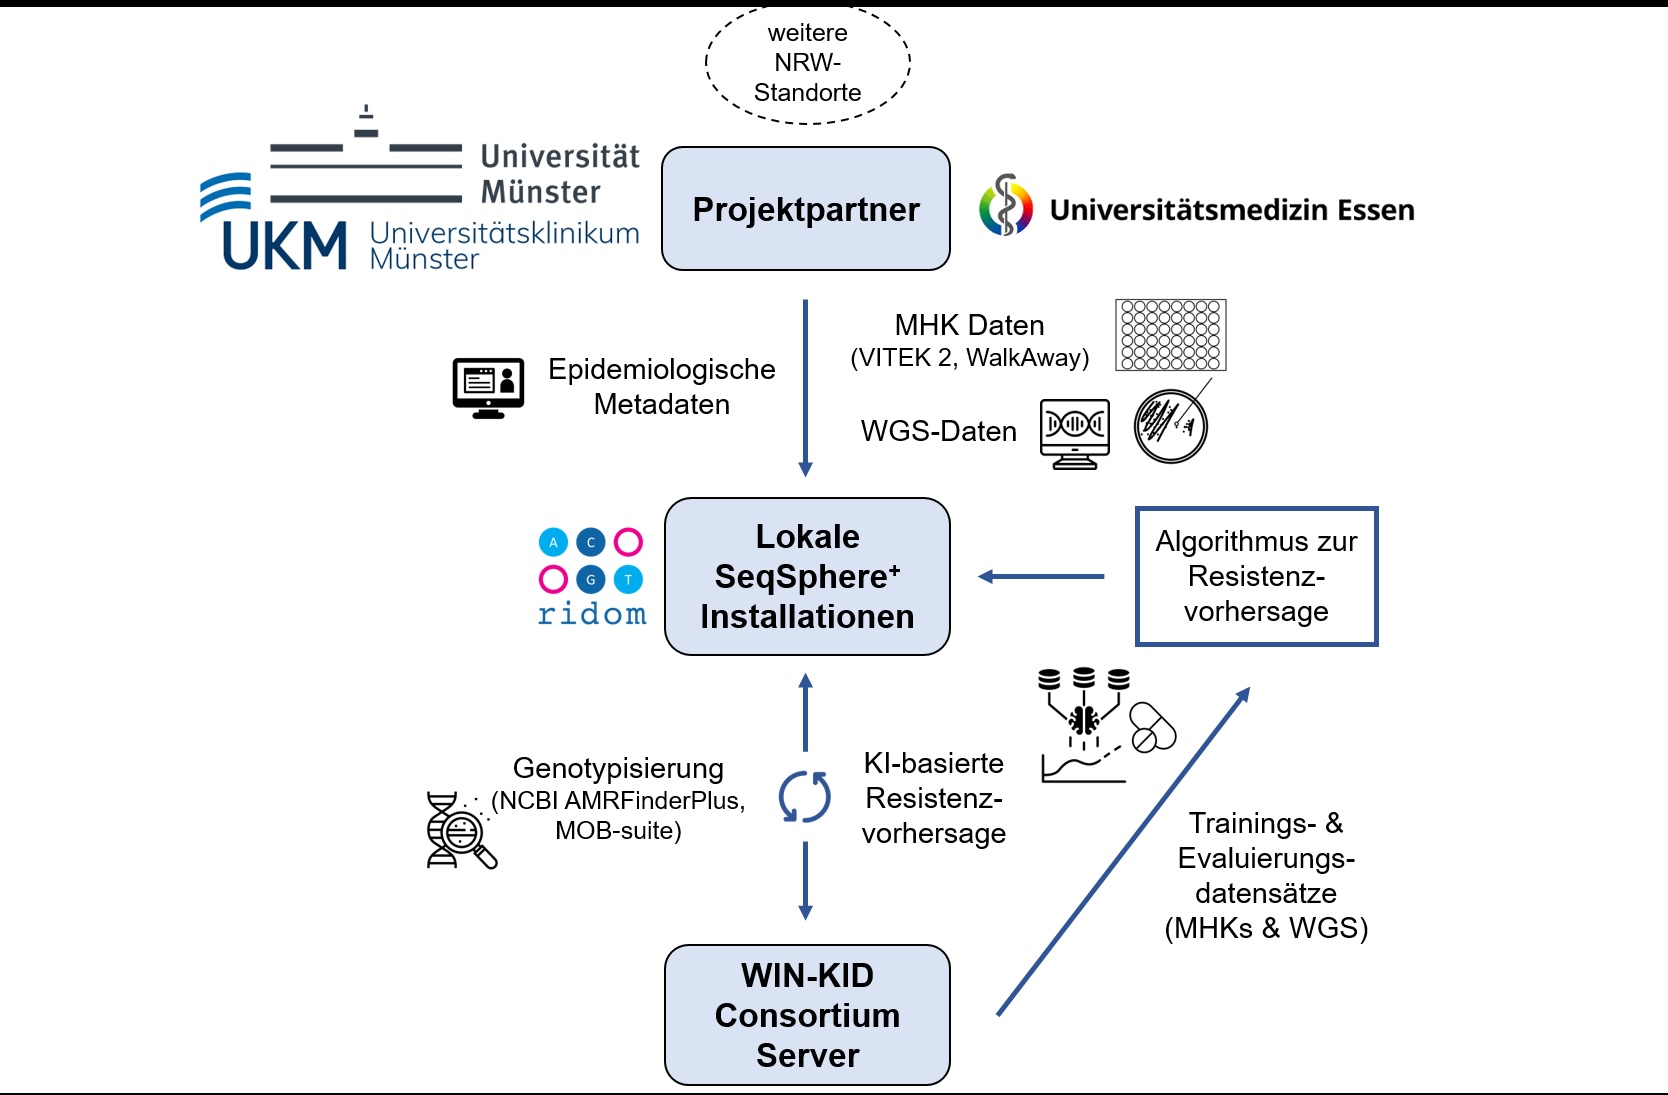 weitere
NRW-
Standorte
Universität
Münster
UKM Universitätsklinikum
Münster
Projektpartner
Universitätsmedizin Essen
Epidemiologische
Metadaten
MHK Daten
(VITEK 2, WalkAway)
WGS-Daten
A C
G T
ridom
Lokale
SeqSphere⁺
Installationen
Algorithmus zur
Resistenz-
vorhersage
Genotypisierung
(NCBI AMRFinderPlus,
MOB-suite)
KI-basierte
Resistenz-
vorhersage
Trainings- &
Evaluierungs-
datensätze
(MHKs & WGS)
WIN-KID
Consortium
Server